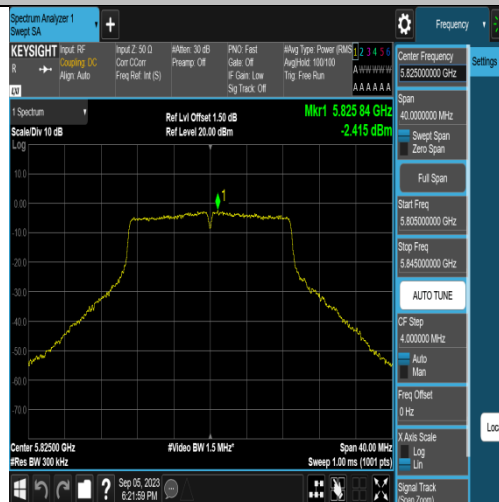 Spectrum Analyzer 1
Swept SA
+
Frequency
KEYSIGHT
R
LV
Input: RF
Coupling: DC
Align: Auto
Input Z: 50 Ω
Corr CCorr
Freq Ref: Int (S)
#Atten: 30 dB
Preamp: Off
PNO: Fast
Gate: Off
IF Gain: Low
Sig Track: Off
#Avg Type: Power (RMS
Avg|Hold: 100/100
Trig: Free Run
1 2 3 4 5 6
A W W W W W
A A A A A A
1 Spectrum
Scale/Div 10 dB
Log
Ref Lvl Offset 1.50 dB
Ref Level 20.00 dBm
Mkr1 5.825 84 GHz
-2.415 dBm
1
10.0
0.00
-10.0
-20.0
-30.0
-40.0
-50.0
-60.0
-70.0
Center 5.82500 GHz
#Res BW 300 kHz
#Video BW 1.5 MHz*
Span 40.00 MHz
Sweep 1.00 ms (1001 pts)
Center Frequency
5.825000000 GHz
Settings
Span
40.0000000 MHz
Swept Span
Zero Span
Full Span
Start Freq
5.805000000 GHz
Stop Freq
5.845000000 GHz
AUTO TUNE
CF Step
4.000000 MHz
Auto
Man
Freq Offset
0 Hz
X Axis Scale
Log
Lin
Loca
Signal Track
(Span Zoom)
?
Sep 05, 2023
6:21:59 PM